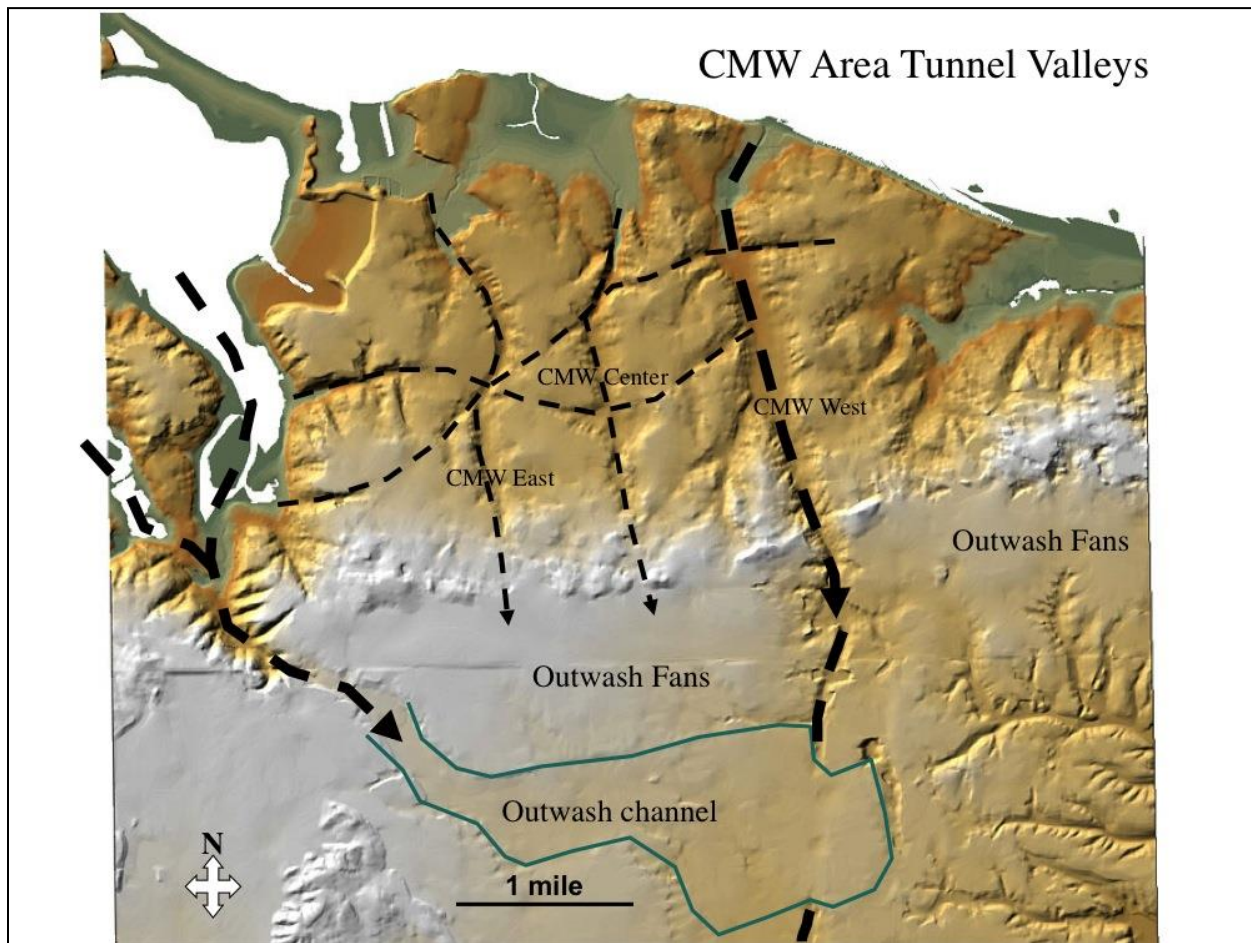 CMW Area Tunnel Valleys
CMW Center
CMW West
CMW East
Outwash Fans
Outwash Fans
Outwash channel
N
1 mile